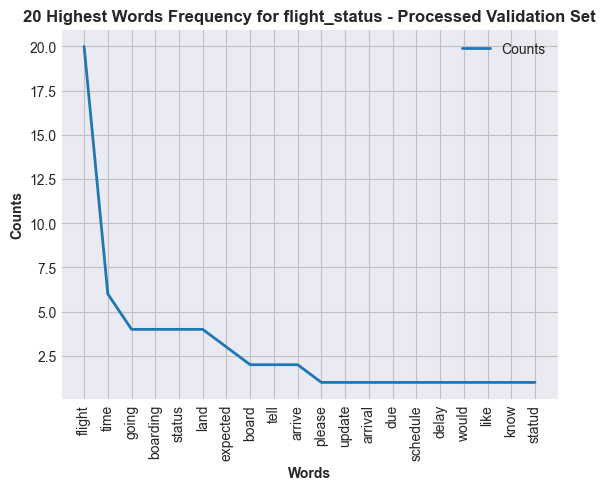 20 Highest Words Frequency for flight_status - Processed Validation Set
Counts
20.0
17.5
15.0
12.5
10.0
7.5
5.0
2.5
Counts
flight
time
going
boarding
status
land
expected
board
tell
arrive
please
update
arrival
due
schedule
delay
would
like
know
statud
Words